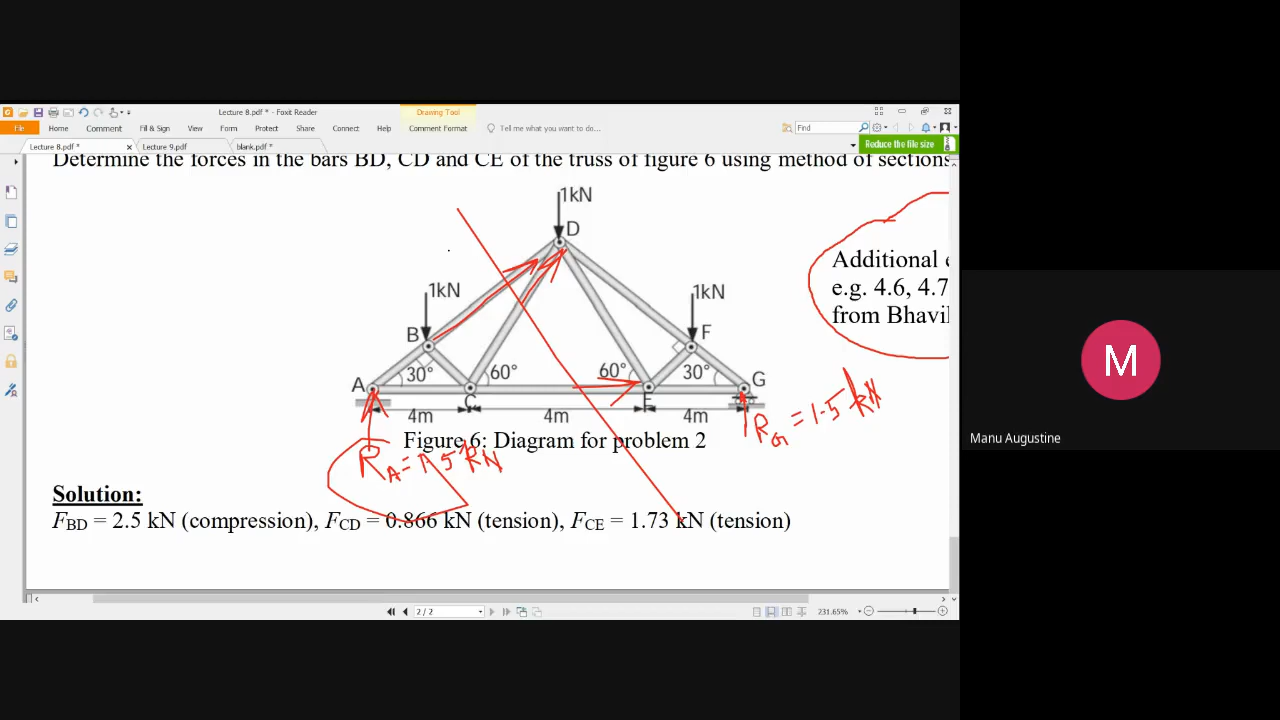 Lecture 8.pdf * - Foxit Reader
Drawing Tool
File Home Comment Fill & Sign View Form Protect Share Connect Help Comment Format Tell me what you want to do... Find
Lecture 8.pdf * Lecture 9.pdf blank.pdf *
Reduce the file size
Determine the forces in the bars BD, CD and CE of the truss of figure 6 using method of sections
1kN
D
1kN
1kN
B
F
Additional
e.g. 4.6, 4.7
from
A 30° 60° 60° 30° G
C E
4m 4m 4m
R_G = 1.5 kN
Figure 6: Diagram for problem 2
R_A = 1.5 kN
Solution:
F_BD = 2.5 kN (compression), F_CD = 0.866 kN (tension), F_CE = 1.73 kN (tension)
2 / 2
231.65%
M
Manu Augustine